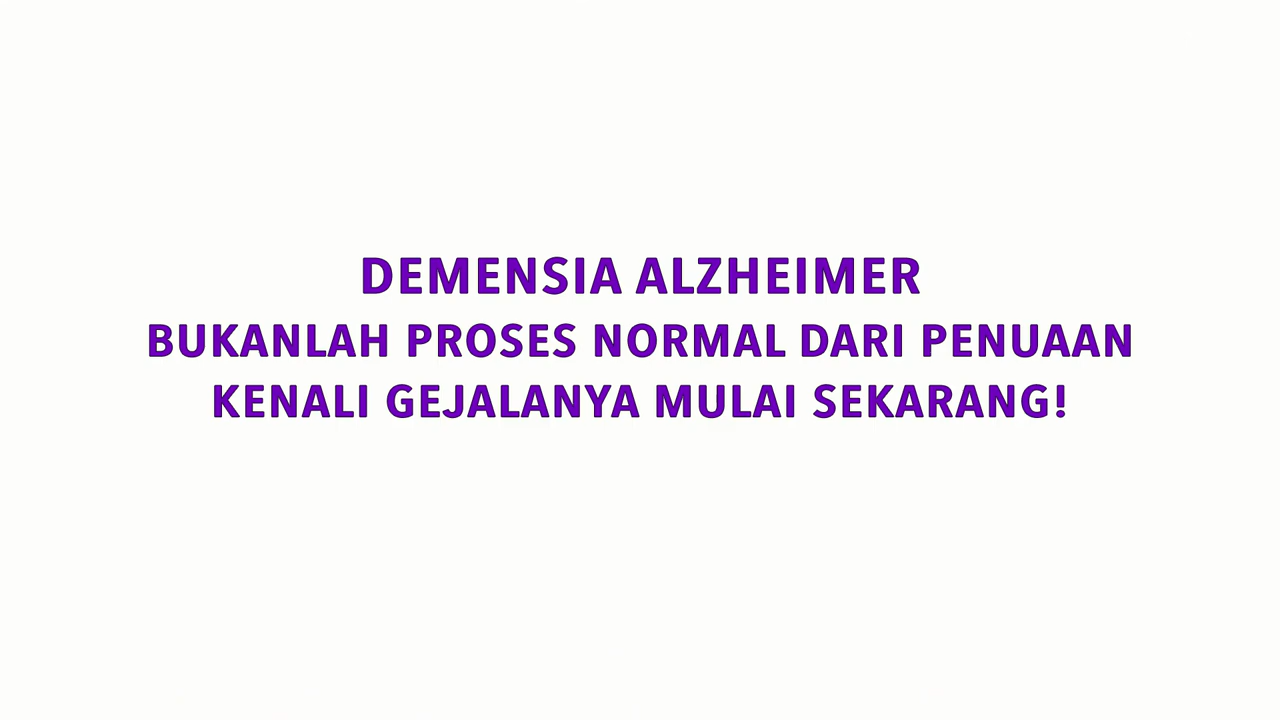 DEMENSIA ALZHEIMER
BUKANLAH PROSES NORMAL DARI PENUAAN
KENALI GEJALANYA MULAI SEKARANG!